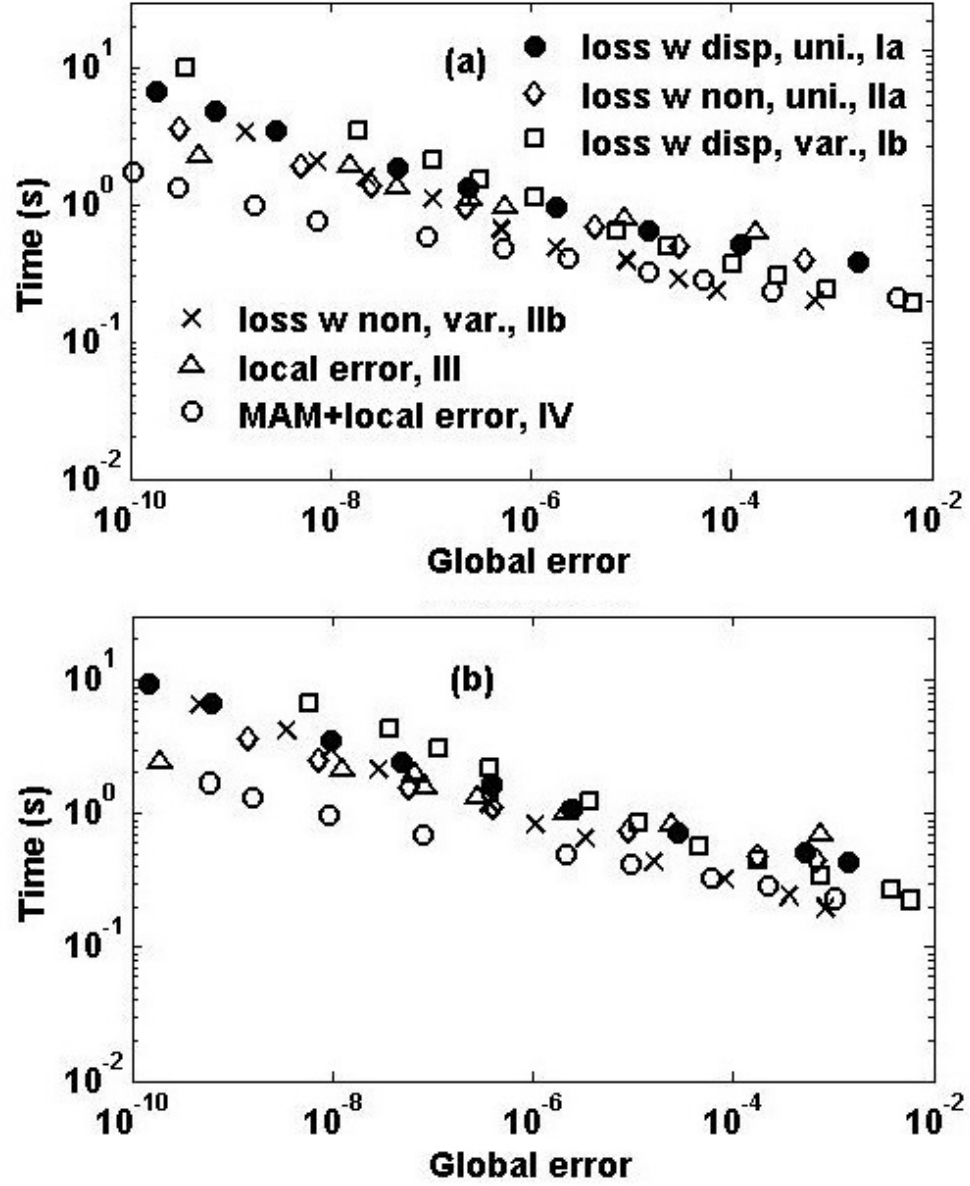 (a)
loss w disp, uni., Ia
loss w non, uni., IIa
loss w disp, var., Ib
loss w non, var., IIb
local error, III
MAM+local error, IV
Time (s)
10^1
10^0
10^-1
10^-2
10^-10
10^-8
10^-6
10^-4
10^-2
Global error
(b)
Time (s)
10^1
10^0
10^-1
10^-2
10^-10
10^-8
10^-6
10^-4
10^-2
Global error